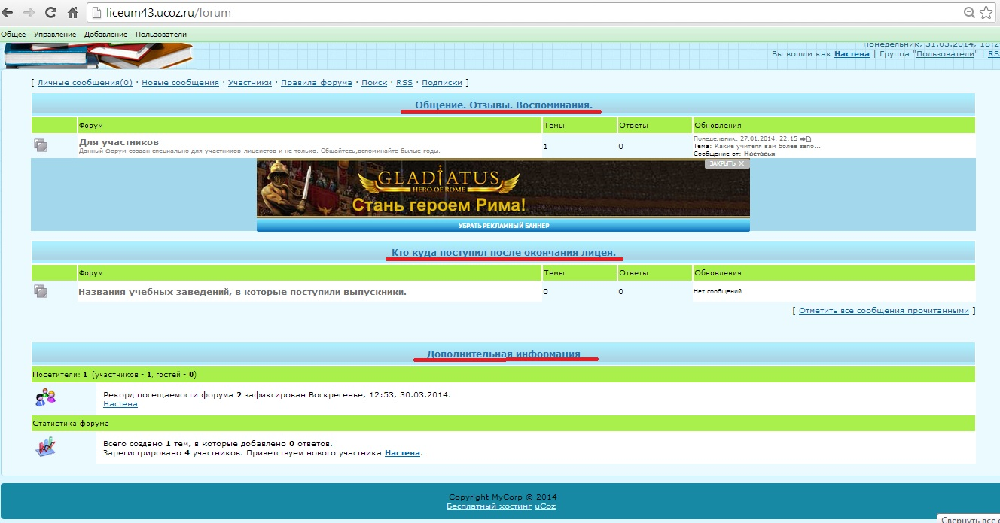 liceum43.ucoz.ru/forum
Общее Управление Добавление Пользователи
Понедельник, 31.03.2014, 18:2
Вы вошли как Настена | Группа "Пользователи" | RS
[ Личные сообщения(0) · Новые сообщения · Участники · Правила форума · Поиск · RSS · Подписки ]
Общение. Отзывы. Воспоминания.
Форум Темы Ответы Обновления
Для участников
Данный форум создан специально для участников-лицеистов и не только. Общайтесь,вспоминайте былые годы.
1 0
Понедельник, 27.01.2014, 22:15
Тема: Какие учителя вам более запо...
Сообщение от: Настасья
ЗАКРЫТЬ X
GLADIATUS
HERO OF ROME
Стань героем Рима!
УБРАТЬ РЕКЛАМНЫЙ БАННЕР
Кто куда поступил после окончания лицея.
Форум Темы Ответы Обновления
Названия учебных заведений, в которые поступили выпускники. 0 0 Нет сообщений
[ Отметить все сообщения прочитанными ]
Дополнительная информация
Посетители: 1 (участников - 1, гостей - 0)
Рекорд посещаемости форума 2 зафиксирован Воскресенье, 12:53, 30.03.2014.
Настена
Статистика форума
Всего создано 1 тем, в которые добавлено 0 ответов.
Зарегистрировано 4 участников. Приветствуем нового участника Настена.
Copyright MyCorp © 2014
Бесплатный хостинг uCoz
Свернуть все